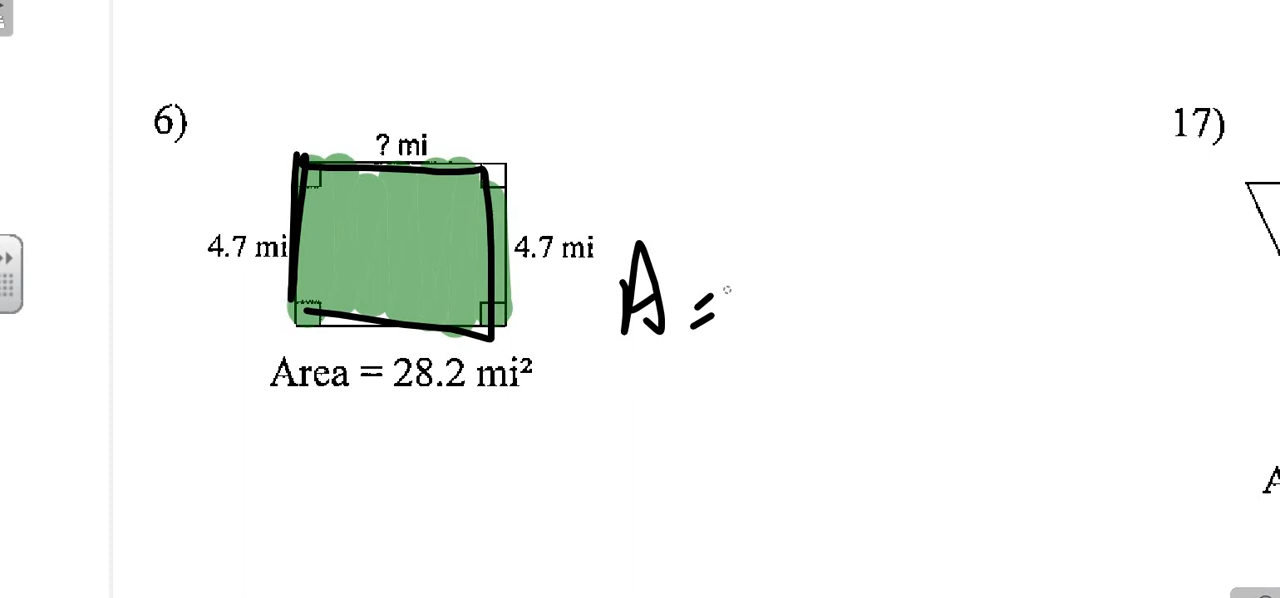 6)
? mi
4.7 mi
4.7 mi
A =
Area = 28.2 mi²
17)
A